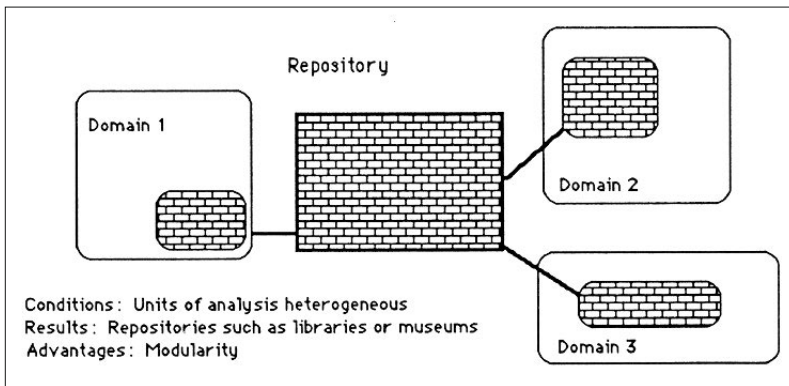 Repository
Domain 1
Domain 2
Domain 3
Conditions: Units of analysis heterogeneous
Results: Repositories such as libraries or museums
Advantages: Modularity